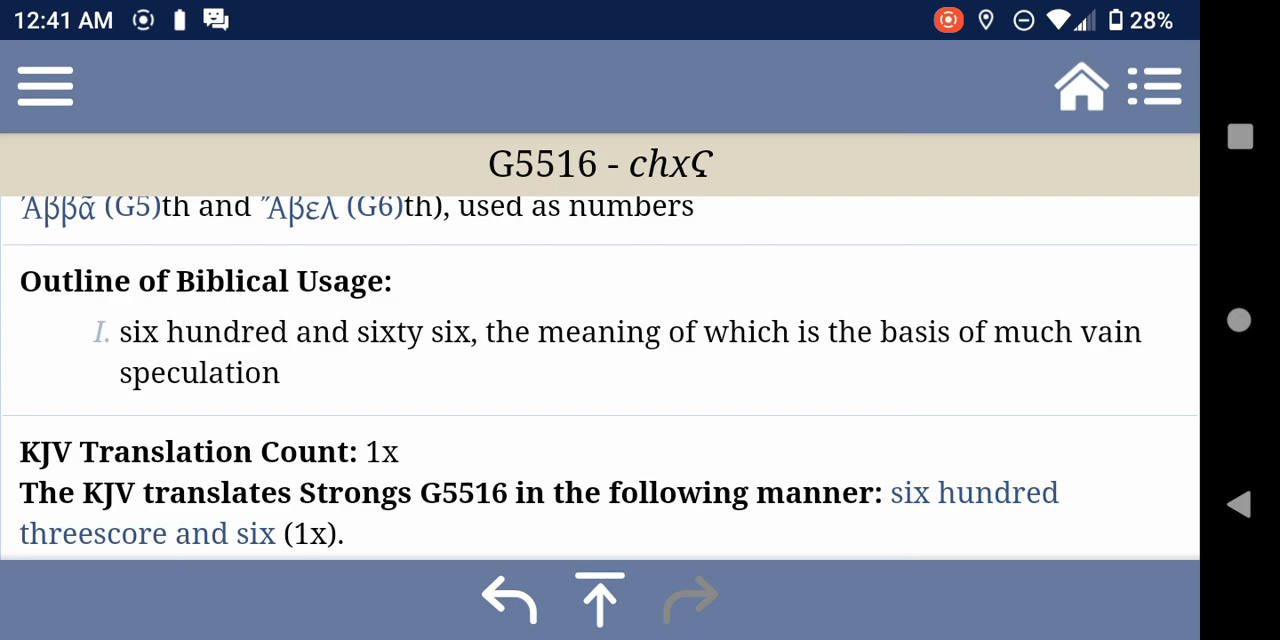 12:41 AM
28%
G5516 - chxϚ
Ἀββᾶ (G5)th and Ἄβελ (G6)th), used as numbers
Outline of Biblical Usage:
I. six hundred and sixty six, the meaning of which is the basis of much vain
speculation
KJV Translation Count: 1x
The KJV translates Strongs G5516 in the following manner: six hundred
threescore and six (1x).